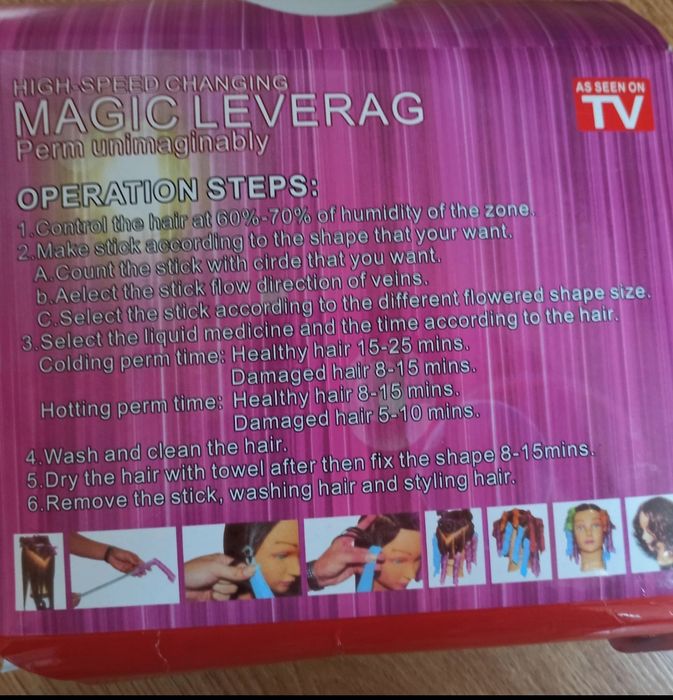 HIGH-SPEED CHANGING
MAGIC LEVERAG
Perm unimaginably
AS SEEN ON
TV
OPERATION STEPS:
1.Control the hair at 60%-70% of humidity of the zone.
2.Make stick according to the shape that your want.
A.Count the stick with cirde that you want.
b.Aelect the stick flow direction of veins.
C.Select the stick according to the different flowered shape size.
3.Select the liquid medicine and the time according to the hair.
Colding perm time: Healthy hair 15-25 mins.
Damaged hair 8-15 mins.
Hotting perm time: Healthy hair 8-15 mins.
Damaged hair 5-10 mins.
4.Wash and clean the hair.
5.Dry the hair with towel after then fix the shape 8-15mins.
6.Remove the stick, washing hair and styling hair.